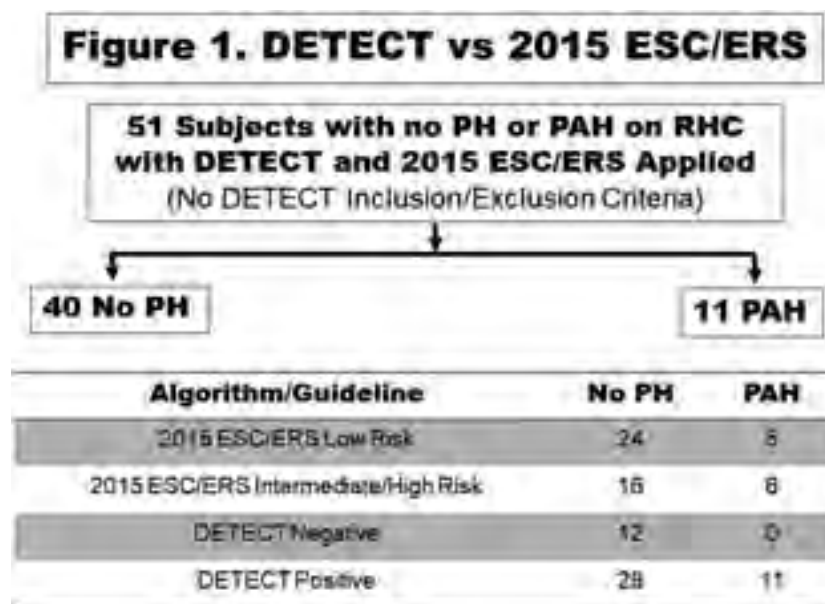 Figure 1. DETECT vs 2015 ESC/ERS
51 Subjects with no PH or PAH on RHC
with DETECT and 2015 ESC/ERS Applied
(No DETECT Inclusion/Exclusion Criteria)
40 No PH
11 PAH
Algorithm/Guideline No PH PAH
2015 ESC/ERS Low Risk 24 5
2015 ESC/ERS Intermediate/High Risk 16 6
DETECT Negative 12 0
DETECT Positive 28 11